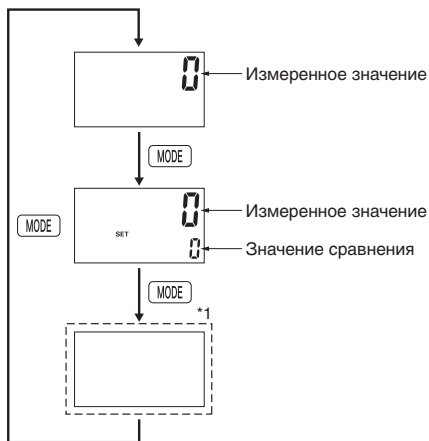 0
Измеренное значение
MODE
0
Измеренное значение
MODE
SET
0
Значение сравнения
MODE
*1